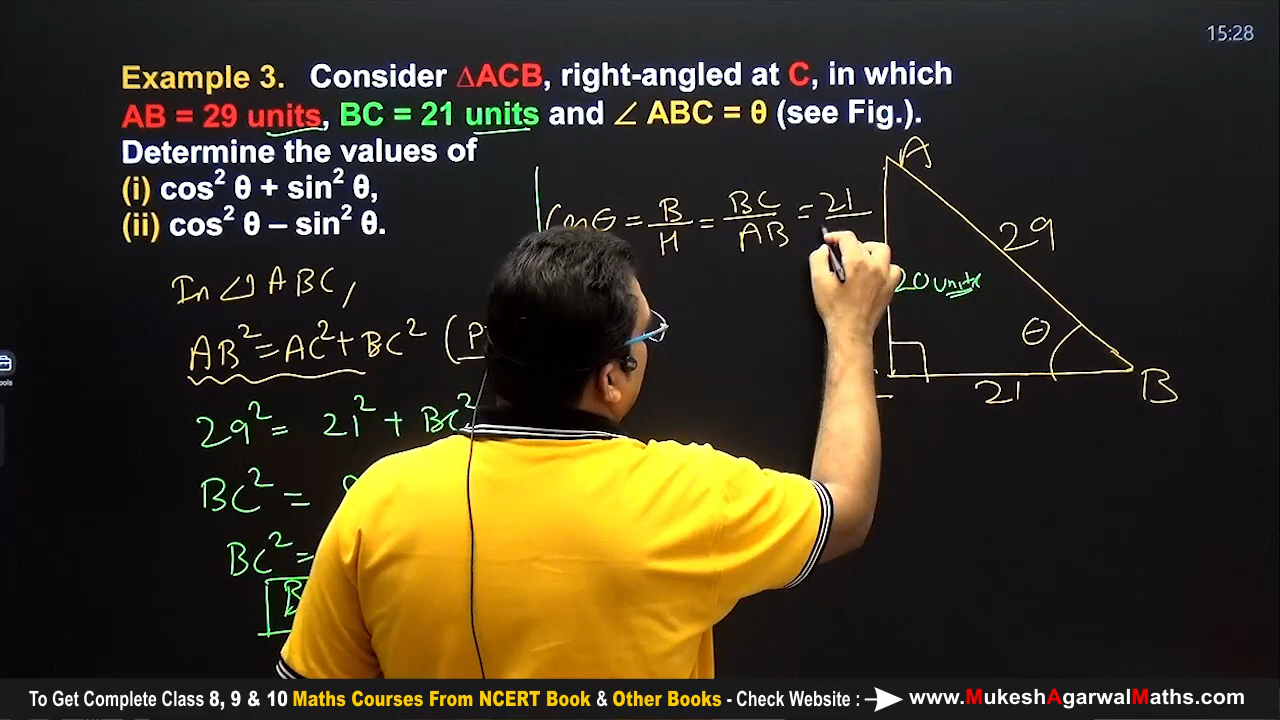 15:28
Example 3. Consider ∆ACB, right-angled at C, in which
AB = 29 units, BC = 21 units and ∠ ABC = θ (see Fig.).
Determine the values of
(i) cos² θ + sin² θ,
(ii) cos² θ – sin² θ.
A
Cosθ = B/H = BC/AB = 21
29
In ⊿ ABC,
20 units
AB² = AC² + BC² (P
θ
21
B
29² = 21² + BC²
BC² =
BC² =
B
To Get Complete Class 8, 9 & 10 Maths Courses From NCERT Book & Other Books - Check Website : www.MukeshAgarwalMaths.com